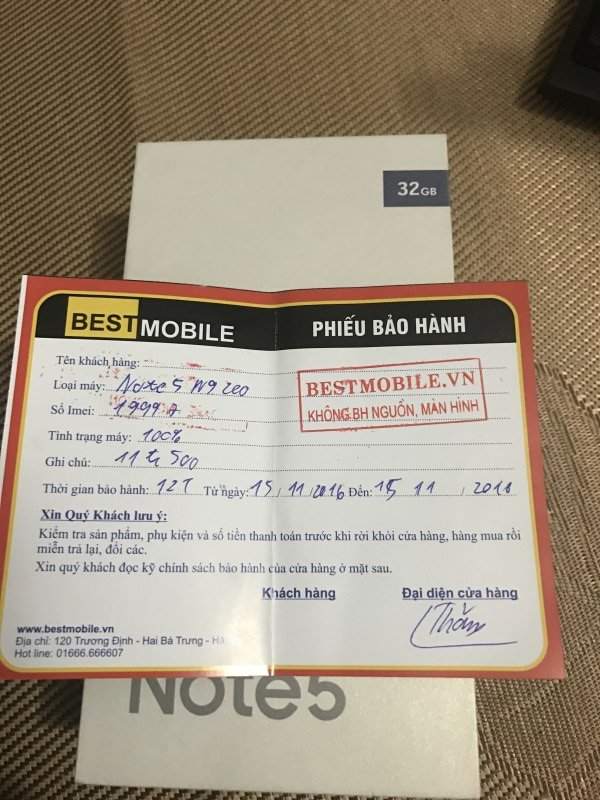 32GB
BESTMOBILE
PHIẾU BẢO HÀNH
Tên khách hàng:
Loại máy: Note 5 N920
BESTMOBILE.VN
KHÔNG BH NGUỒN, MÀN HÌNH
Số Imei: 1999
Tình trạng máy: 100%
Ghi chú: 11tr 500
Thời gian bảo hành: 12T Từ ngày: 15 / 11 / 2016 Đến: 15 11 /
Xin Quý Khách lưu ý:
Kiểm tra sản phẩm, phụ kiện và số tiền thanh toán trước khi rời khỏi cửa hàng, hàng mua rồi
miễn trả lại, đổi các.
Xin quý khách đọc kỹ chính sách bảo hành của cửa hàng ở mặt sau.
Khách hàng
Đại diện cửa hàng
Thắm
www.bestmobile.vn
Địa chỉ: 120 Trương Định - Hai Bà Trưng - Hà
Hot line: 01666.666607
Note5